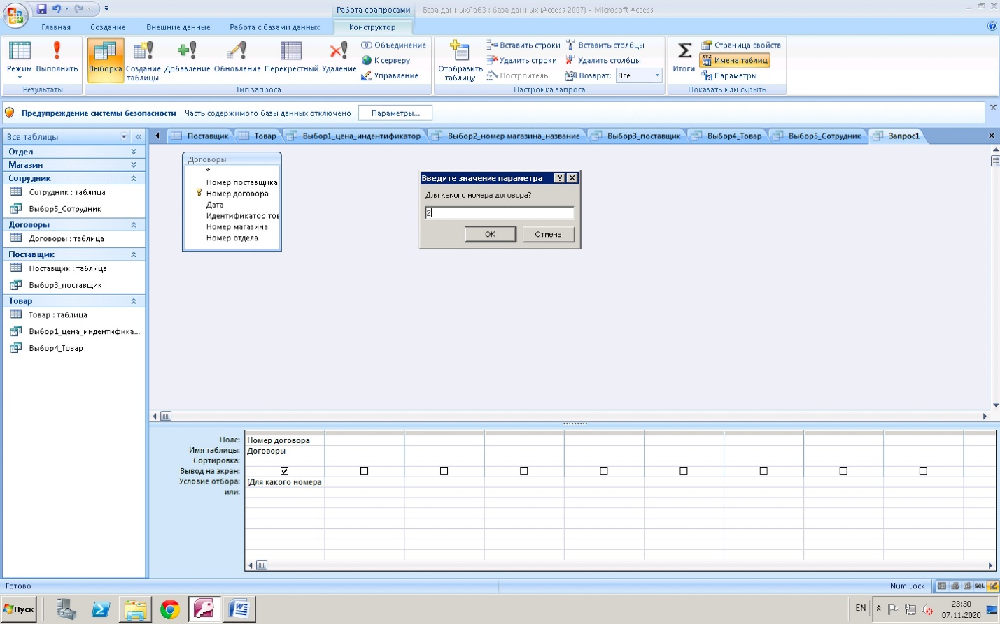 Работа с запросами
База данныхЛаб3 : база данных (Access 2007) - Microsoft Access
Главная Создание Внешние данные Работа с базами данных Конструктор
Режим Выполнить
Результаты
Выборка Создание таблицы Добавление Обновление Перекрестный Удаление
Объединение
К серверу
Управление
Тип запроса
Отобразить таблицу
Вставить строки
Удалить строки
Построитель
Вставить столбцы
Удалить столбцы
Возврат: Все
Настройка запроса
Итоги
Страница свойств
Имена таблиц
Параметры
Показать или скрыть
Предупреждение системы безопасности Часть содержимого базы данных отключено Параметры...
Все таблицы
Отдел
Магазин
Сотрудник
Сотрудник : таблица
Выбор5_Сотрудник
Договоры
Договоры : таблица
Поставщик
Поставщик : таблица
Выбор3_поставщик
Товар
Товар : таблица
Выбор1_цена_индентифика...
Выбор4_Товар
Поставщик Товар Выбор1_цена_индентификатор Выбор2_номер магазина_название Выбор3_поставщик Выбор4_Товар Выбор5_Сотрудник Запрос1
Договоры
*
Номер поставщика
Номер договора
Дата
Идентификатор тов
Номер магазина
Номер отдела
Введите значение параметра
Для какого номера договора?
2
OK Отмена
Поле: Номер договора
Имя таблицы: Договоры
Сортировка:
Вывод на экран:
Условие отбора: [Для какого номера
или:
Готово
Num Lock
SQL
Пуск
EN
23:30
07.11.2020